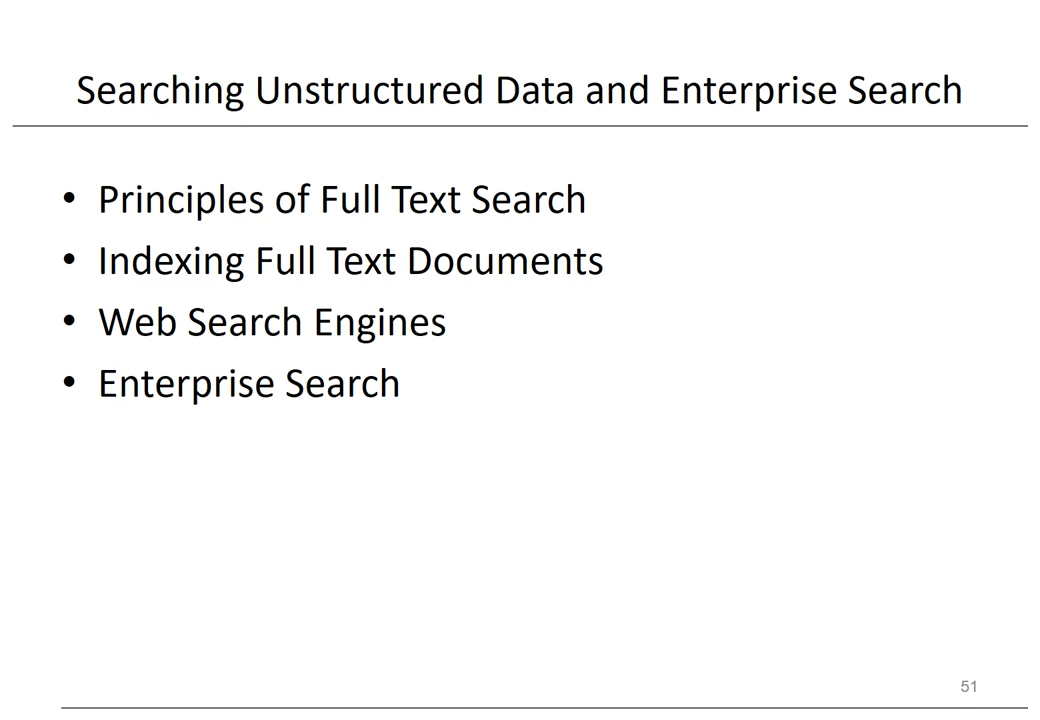 Searching Unstructured Data and Enterprise Search
• Principles of Full Text Search
• Indexing Full Text Documents
• Web Search Engines
• Enterprise Search
51